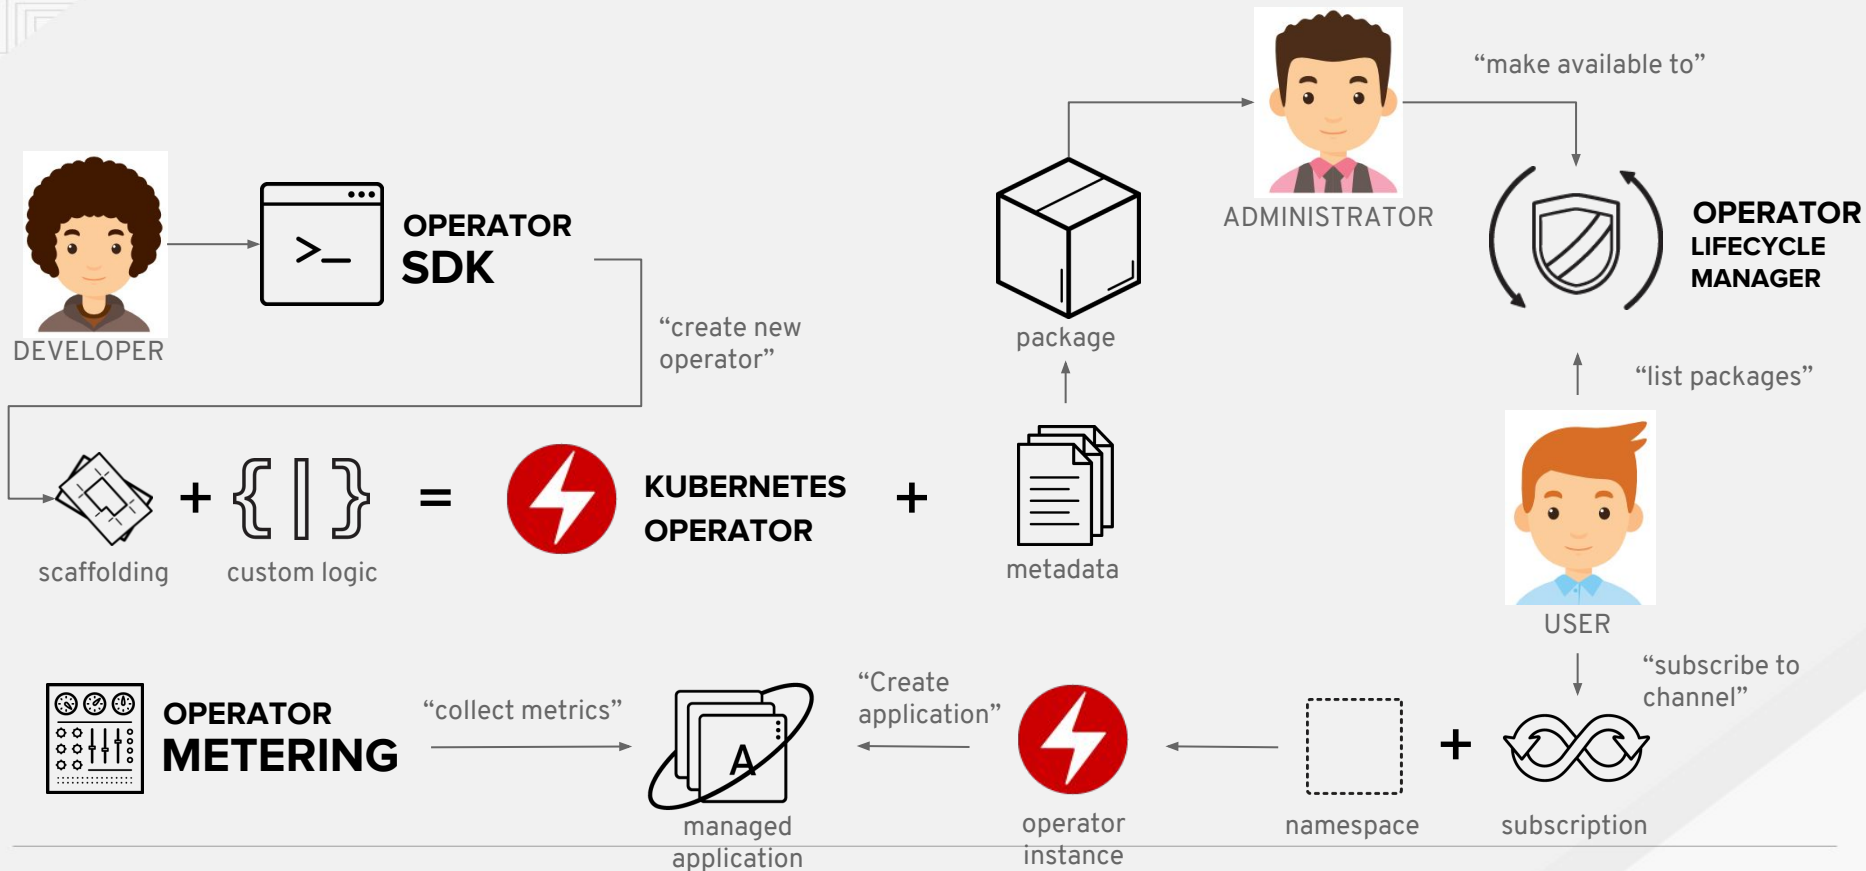 “make available to”
ADMINISTRATOR
OPERATOR
LIFECYCLE
MANAGER
DEVELOPER
>_
OPERATOR
SDK
“create new
operator”
package
“list packages”
scaffolding
+
{|}
custom logic
=
KUBERNETES
OPERATOR
+
metadata
USER
“subscribe to
channel”
OPERATOR
METERING
“collect metrics”
A
managed
application
“Create
application”
operator
instance
namespace
+
subscription